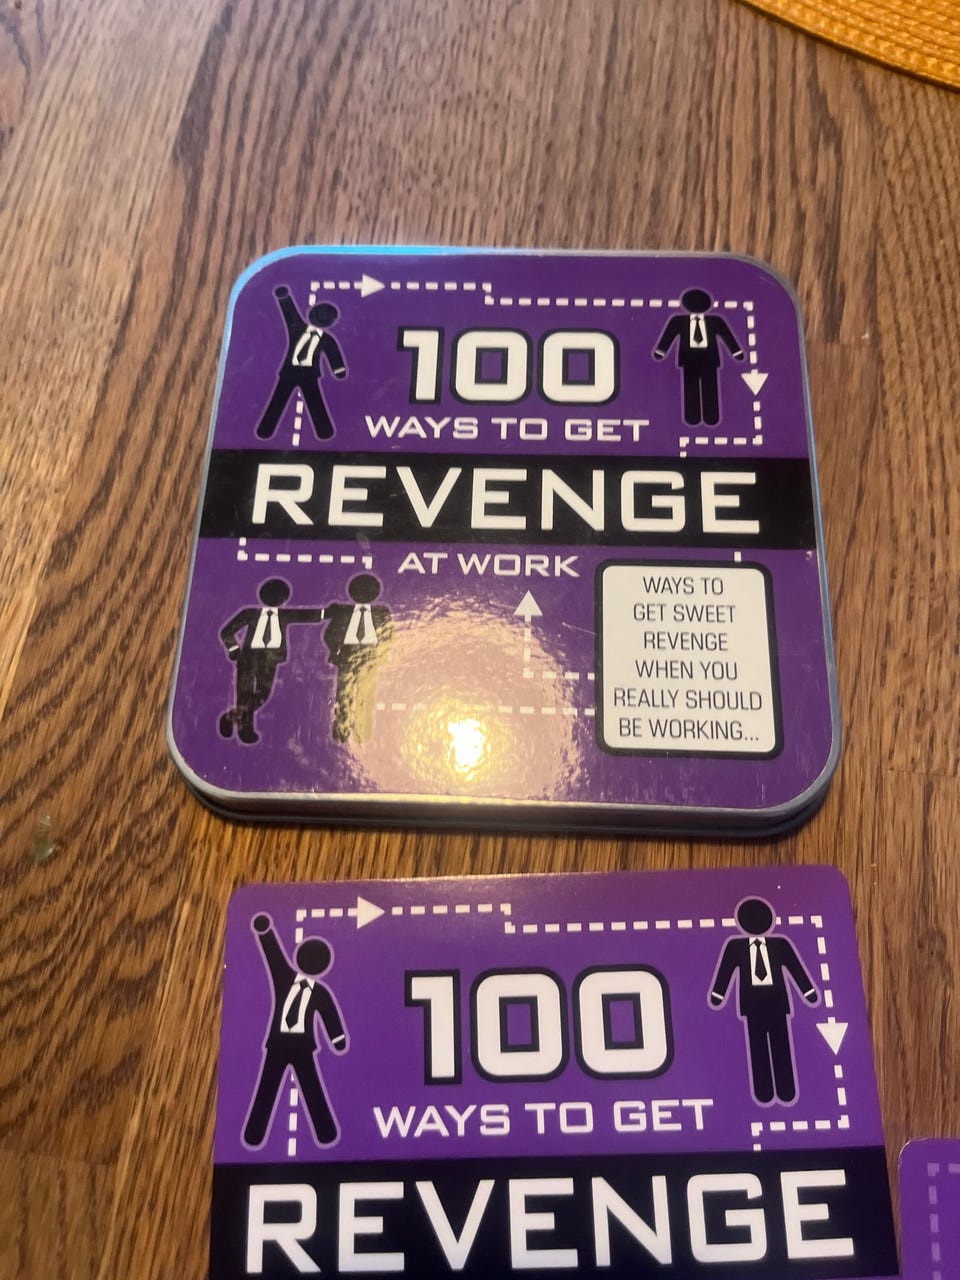 100
WAYS TO GET
REVENGE
AT WORK
WAYS TO
GET SWEET
REVENGE
WHEN YOU
REALLY SHOULD
BE WORKING...
100
WAYS TO GET
REVENGE